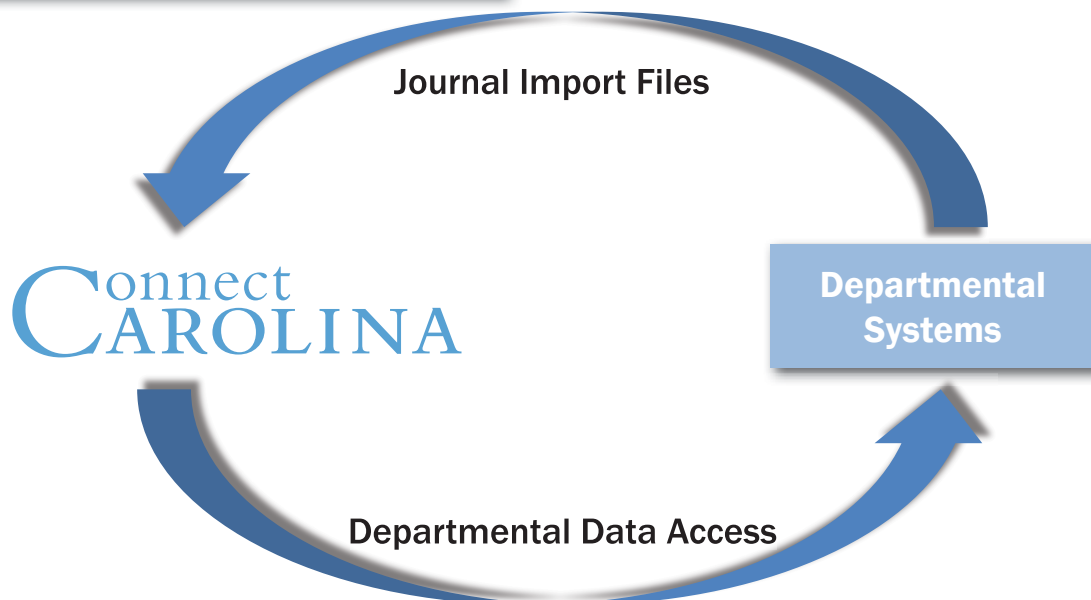 Journal Import Files
Connect
CAROLINA
Departmental
Systems
Departmental Data Access